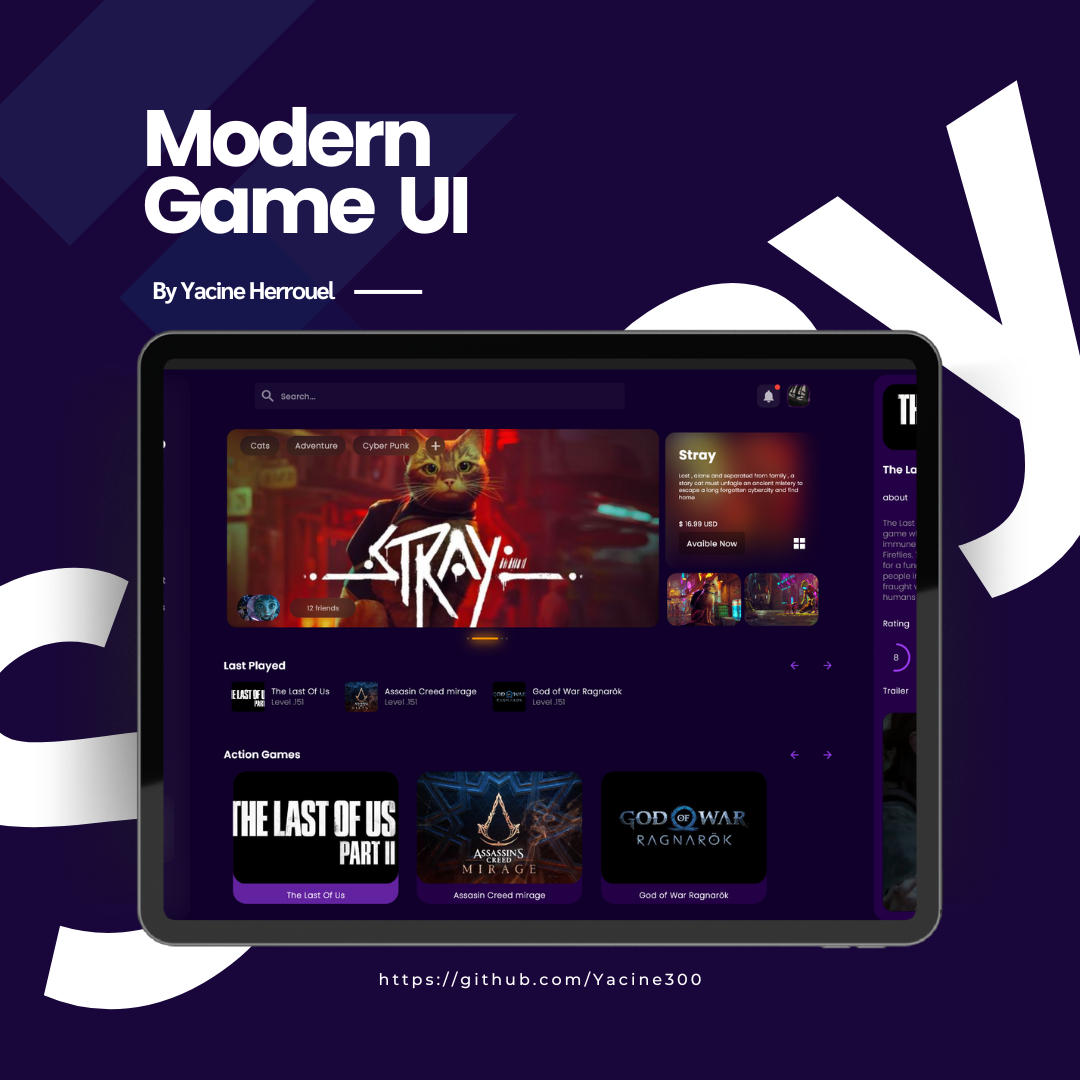 Modern
Game UI
By Yacine Herrouel
Search...
Cats
Adventure
Cyber Punk
+
STRAY
12 friends
Stray
Lost , alone and separated from family , a
story cat must unfagle an ancient mistery to
escape a long forgotten cybercity and find
home
$ 16.99 USD
Avaible Now
Last Played
The Last Of Us
Level .151
Assasin Creed mirage
Level .151
God of War Ragnarök
Level .151
Action Games
THE LAST OF US
PART II
The Last Of Us
ASSASSIN'S
CREED
MIRAGE
Assasin Creed mirage
GOD OF WAR
RAGNARÖK
God of War Ragnarök
TH
The La
about
The Last
game w
immune
Fireflies.
for a fun
people i
fraught
humans
Rating
8
Trailer
https://github.com/Yacine300